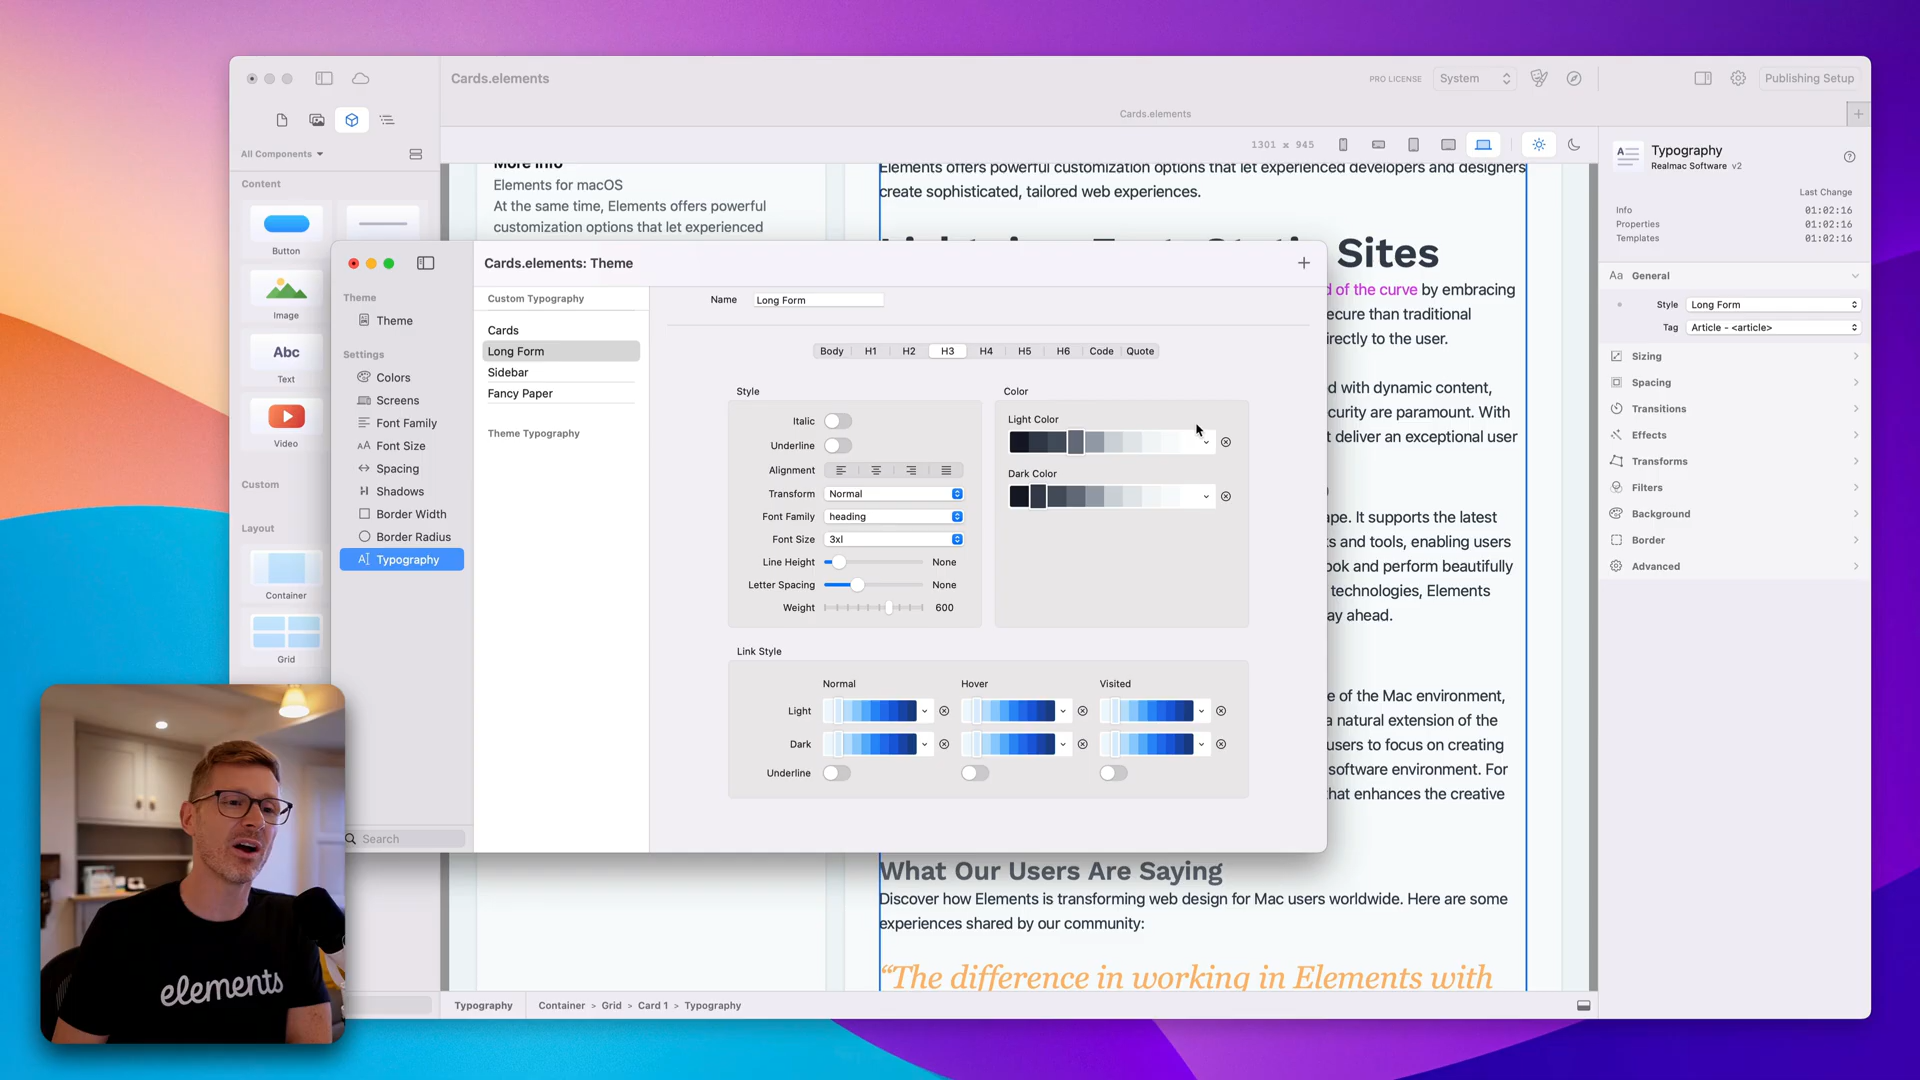 Cards.elements
PRO LICENSE
System
Publishing Setup
Cards.elements
1301 x 945
All Components
Content
Button
Image
Abc
Text
Video
Custom
Layout
Container
Grid
More Info
Elements for macOS
At the same time, Elements offers powerful
customization options that let experienced
Elements offers powerful customization options that let experienced developers and designers
create sophisticated, tailored web experiences.
Sites
d of the curve by embracing
ecure than traditional
irectly to the user.
d with dynamic content,
curity are paramount. With
t deliver an exceptional user
ape. It supports the latest
s and tools, enabling users
ook and perform beautifully
technologies, Elements
ay ahead.
e of the Mac environment,
a natural extension of the
users to focus on creating
software environment. For
that enhances the creative
What Our Users Are Saying
Discover how Elements is transforming web design for Mac users worldwide. Here are some
experiences shared by our community:
“The difference in working in Elements with
Cards.elements: Theme
Theme
Theme
Settings
Colors
Screens
Font Family
Font Size
Spacing
Shadows
Border Width
Border Radius
Typography
Search
Custom Typography
Cards
Long Form
Sidebar
Fancy Paper
Theme Typography
Name
Long Form
Body
H1
H2
H3
H4
H5
H6
Code
Quote
Style
Italic
Underline
Alignment
Transform
Normal
Font Family
heading
Font Size
3xl
Line Height
None
Letter Spacing
None
Weight
600
Color
Light Color
Dark Color
Link Style
Normal
Hover
Visited
Light
Dark
Underline
Typography
Realmac Software v2
Last Change
Info
01:02:16
Properties
01:02:16
Templates
01:02:16
Aa
General
Style
Long Form
Tag
Article - <article>
Sizing
Spacing
Transitions
Effects
Transforms
Filters
Background
Border
Advanced
Typography
Container > Grid > Card 1 > Typography
elements